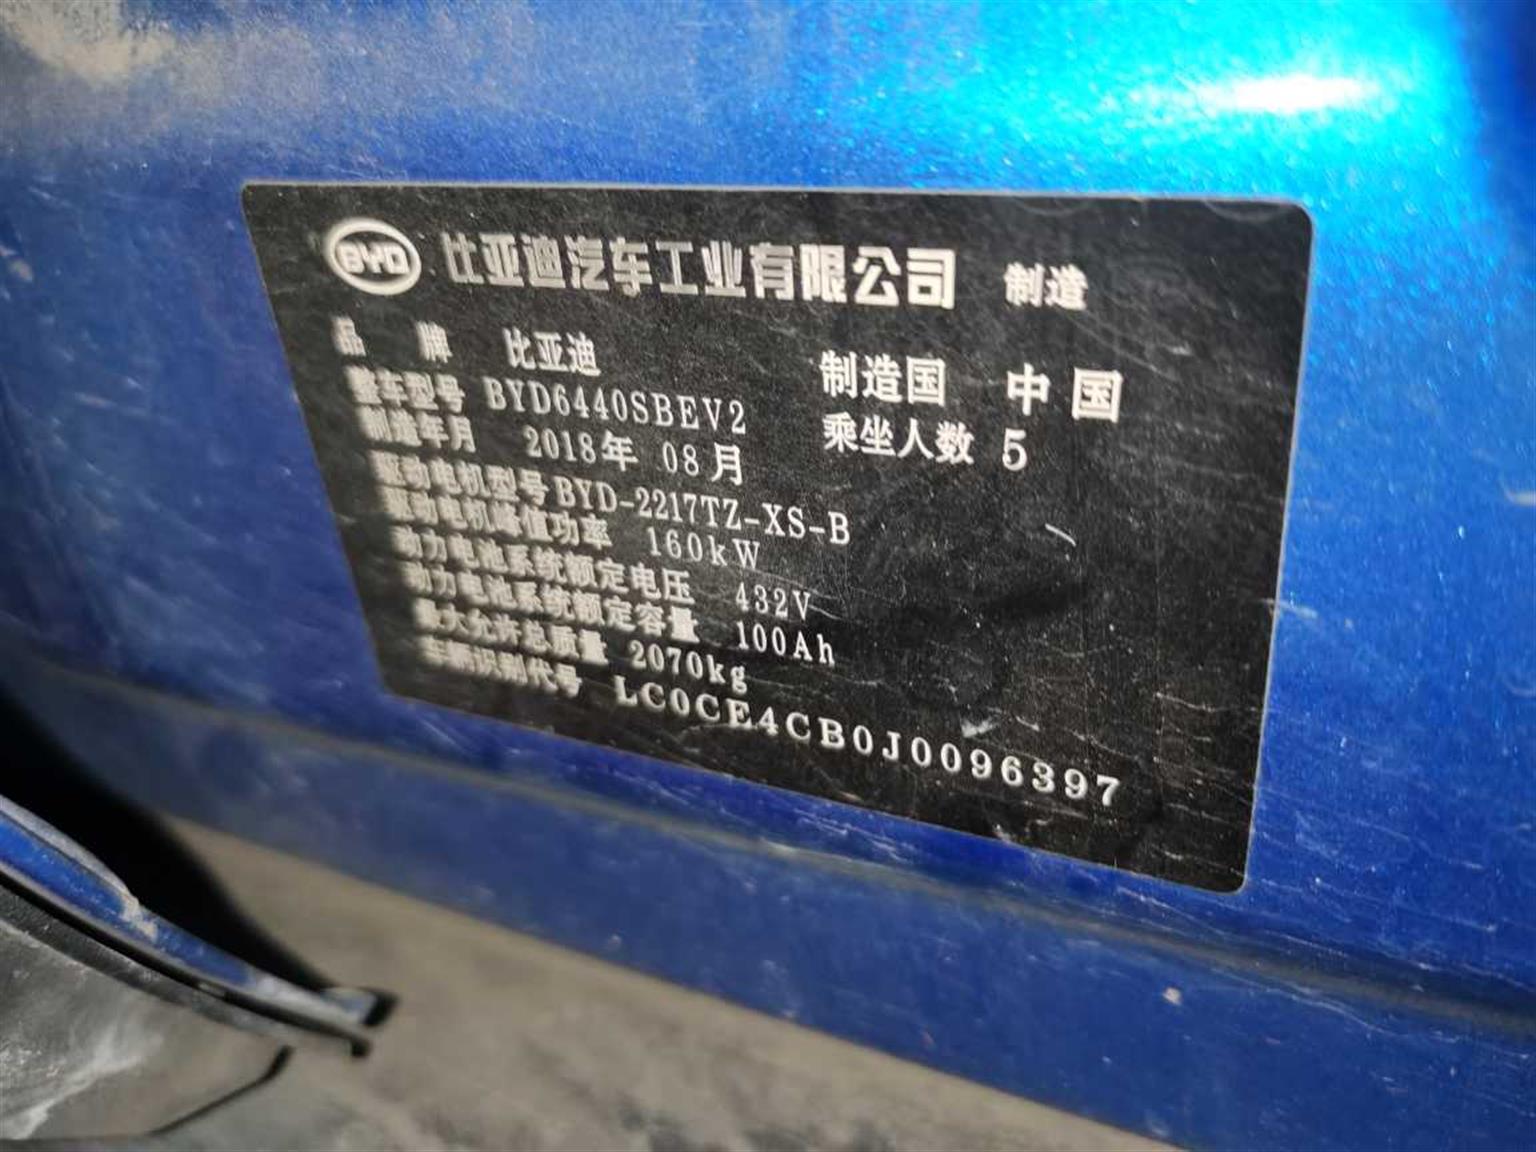 BYD 比亚迪汽车工业有限公司 制造
品牌 比亚迪 制造国 中国
整车型号 BYD6440SBEV2 乘坐人数 5
制造年月 2018年 08月
驱动电机型号 BYD-2217TZ-XS-B
驱动电机峰值功率 160kW
动力电池系统额定电压 432V
动力电池系统额定容量 100Ah
最大允许总质量 2070kg
车辆识别代号 LC0CE4CB0J0096397